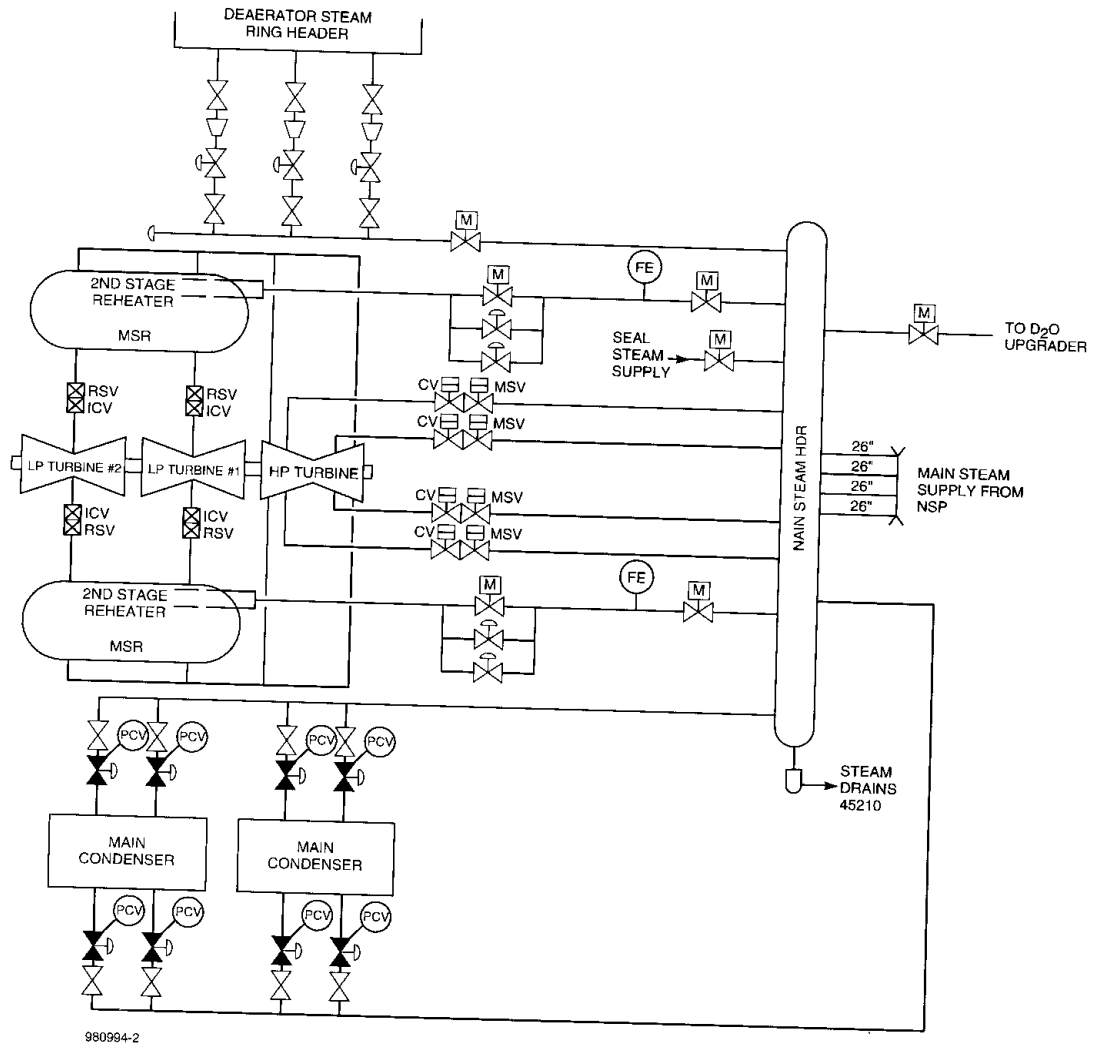 DEAERATOR STEAM
RING HEADER
M
FE
M
M
2ND STAGE
REHEATER
MSR
M
TO D2O
UPGRADER
SEAL
STEAM
SUPPLY
M
RSV
ICV
RSV
ICV
CV
MSV
CV
MSV
LP TURBINE #2
LP TURBINE #1
HP TURBINE
NAIN STEAM HDR
26"
26"
26"
26"
MAIN STEAM
SUPPLY FROM
NSP
ICV
RSV
ICV
RSV
CV
MSV
CV
MSV
FE
M
M
2ND STAGE
REHEATER
MSR
PCV
PCV
PCV
PCV
STEAM
DRAINS
45210
MAIN
CONDENSER
MAIN
CONDENSER
PCV
PCV
PCV
PCV
980994-2